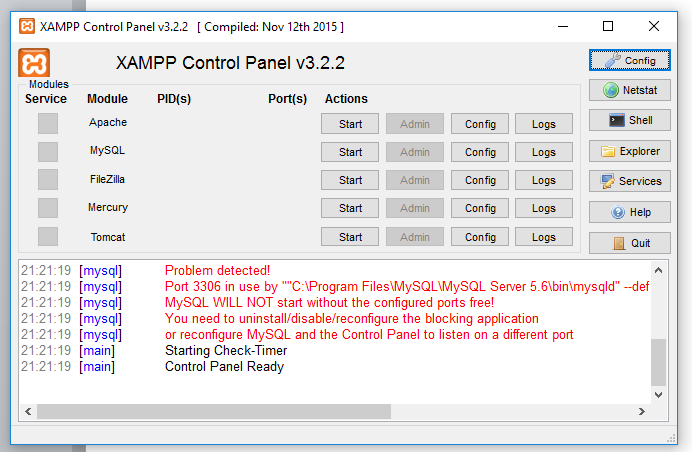 XAMPP Control Panel v3.2.2 [ Compiled: Nov 12th 2015 ]
XAMPP Control Panel v3.2.2
Config
Modules
Service Module PID(s) Port(s) Actions
Netstat
Apache Start Admin Config Logs
Shell
MySQL Start Admin Config Logs
Explorer
FileZilla Start Admin Config Logs
Services
Mercury Start Admin Config Logs
Help
Tomcat Start Admin Config Logs
Quit
21:21:19 [mysql] Problem detected!
21:21:19 [mysql] Port 3306 in use by ""C:\Program Files\MySQL\MySQL Server 5.6\bin\mysqld" --def
21:21:19 [mysql] MySQL WILL NOT start without the configured ports free!
21:21:19 [mysql] You need to uninstall/disable/reconfigure the blocking application
21:21:19 [mysql] or reconfigure MySQL and the Control Panel to listen on a different port
21:21:19 [main] Starting Check-Timer
21:21:19 [main] Control Panel Ready